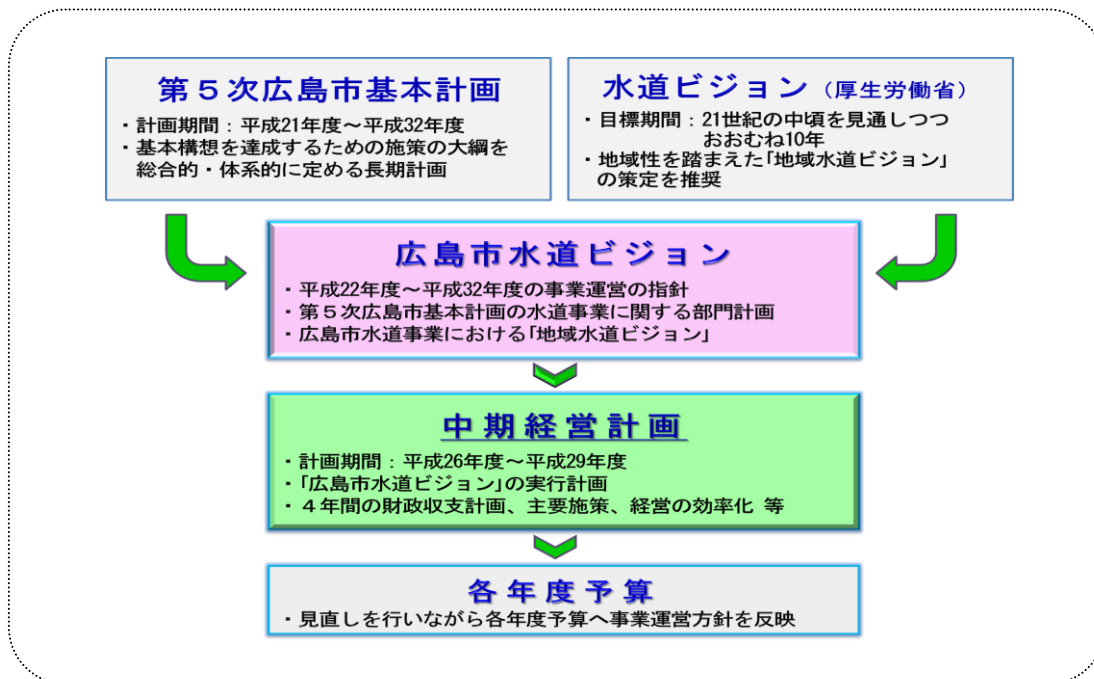 第５次広島市基本計画
・計画期間：平成21年度～平成32年度
・基本構想を達成するための施策の大綱を
総合的・体系的に定める長期計画
水道ビジョン（厚生労働省）
・目標期間：21世紀の中頃を見通しつつ
おおむね10年
・地域性を踏まえた｢地域水道ビジョン｣
の策定を推奨
広島市水道ビジョン
・平成22年度～平成32年度の事業運営の指針
・第５次広島市基本計画の水道事業に関する部門計画
・広島市水道事業における｢地域水道ビジョン｣
中期経営計画
・計画期間：平成26年度～平成29年度
・｢広島市水道ビジョン｣の実行計画
・４年間の財政収支計画、主要施策、経営の効率化 等
各年度予算
・見直しを行いながら各年度予算へ事業運営方針を反映